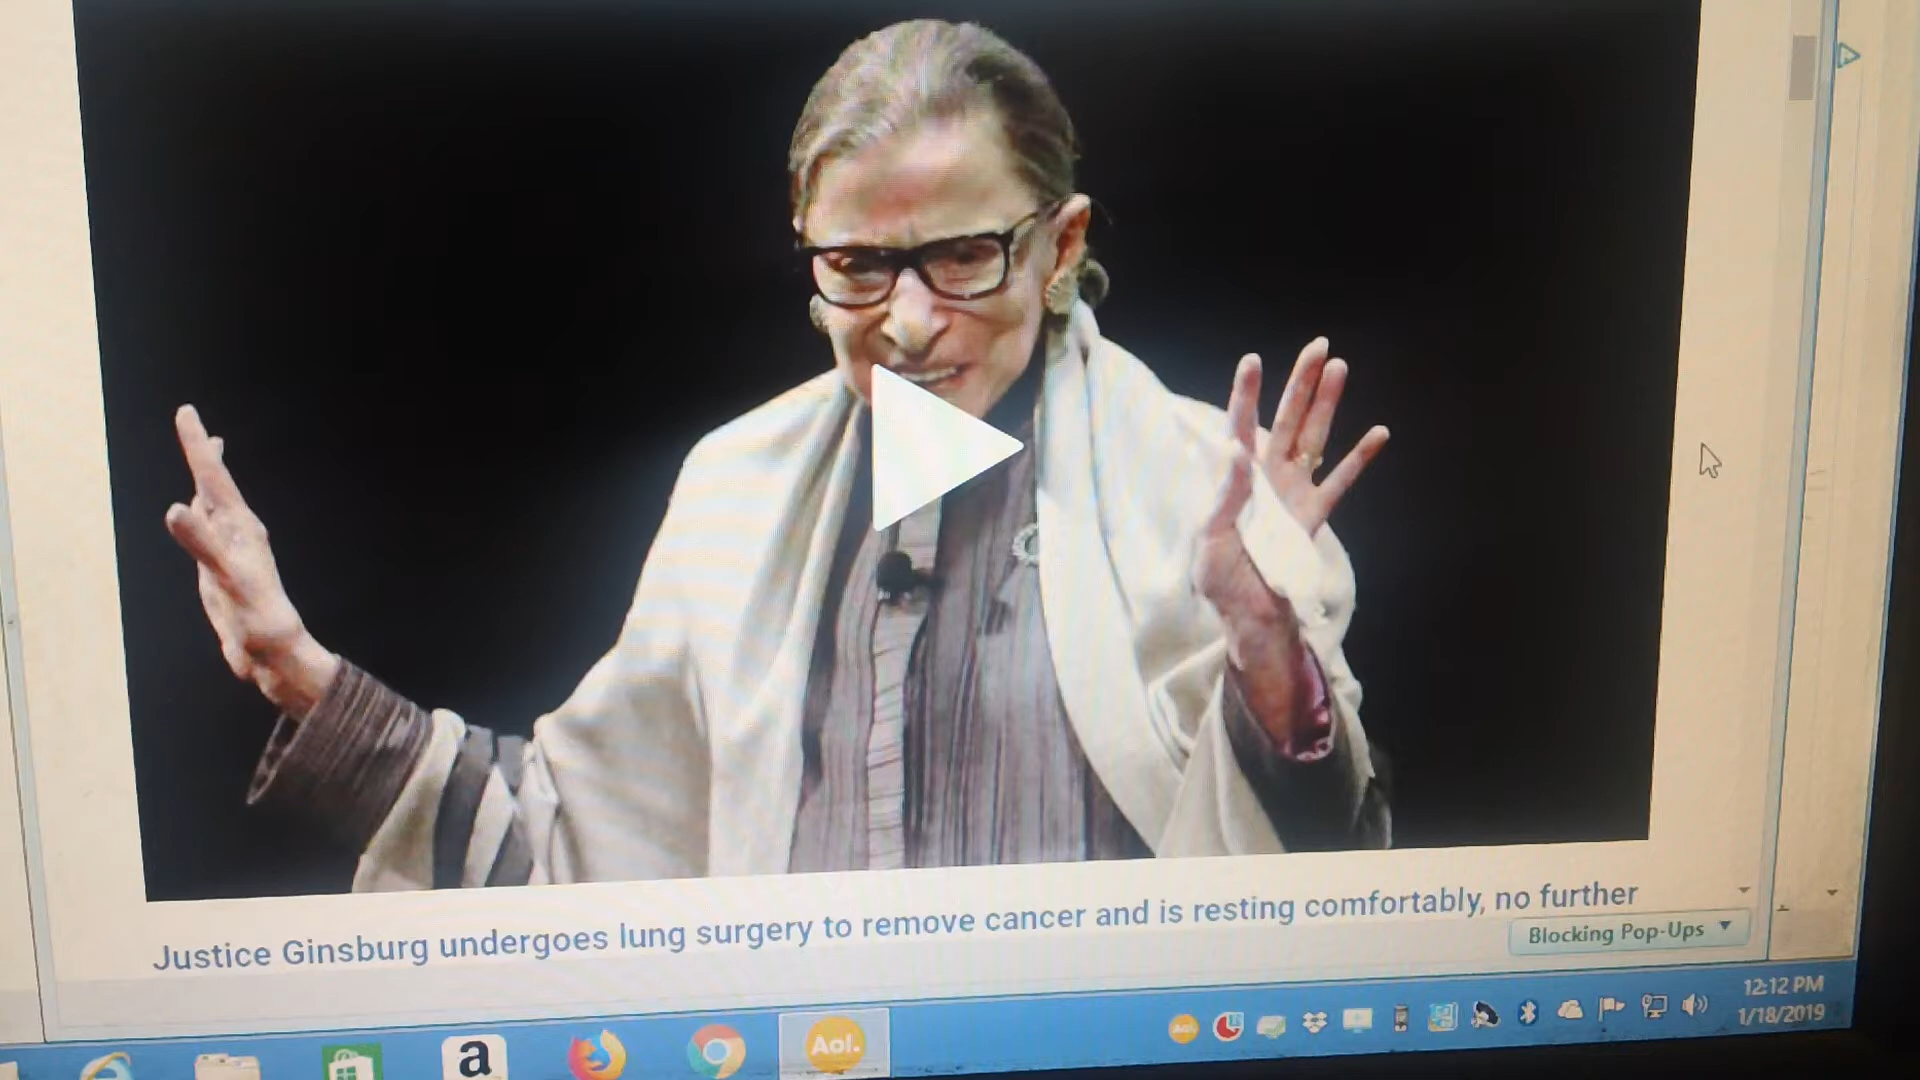 Justice Ginsburg undergoes lung surgery to remove cancer and is resting comfortably, no further
Blocking Pop-Ups
12:12 PM
1/18/2019
a
Aol.